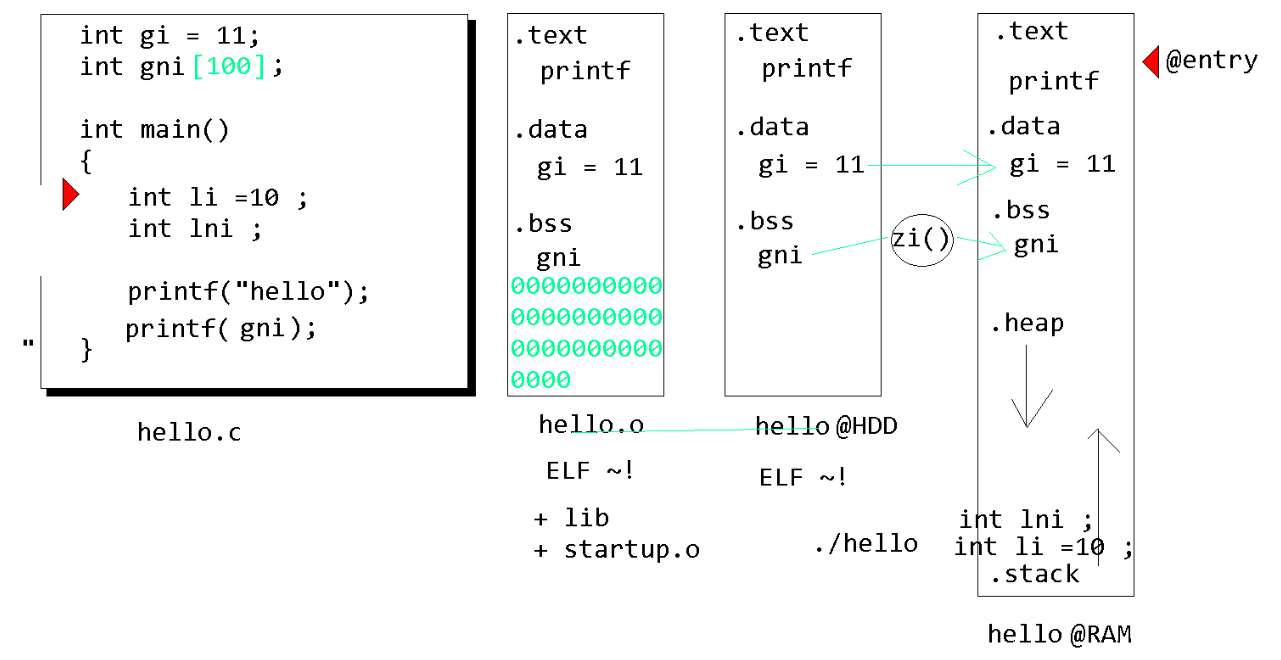 int gi = 11;
int gni[100];
int main()
{
int li =10 ;
int lni ;
printf("hello");
printf( gni);
}
"
hello.c
.text
printf
.data
gi = 11
.bss
gni
0000000000
0000000000
0000000000
0000
hello.o
ELF ~!
+ lib
+ startup.o
.text
printf
.data
gi = 11
.bss
gni
hello @HDD
ELF ~!
./hello
zi()
.text
printf
.data
gi = 11
.bss
gni
.heap
int lni ;
int li =10 ;
.stack
hello @RAM
@entry